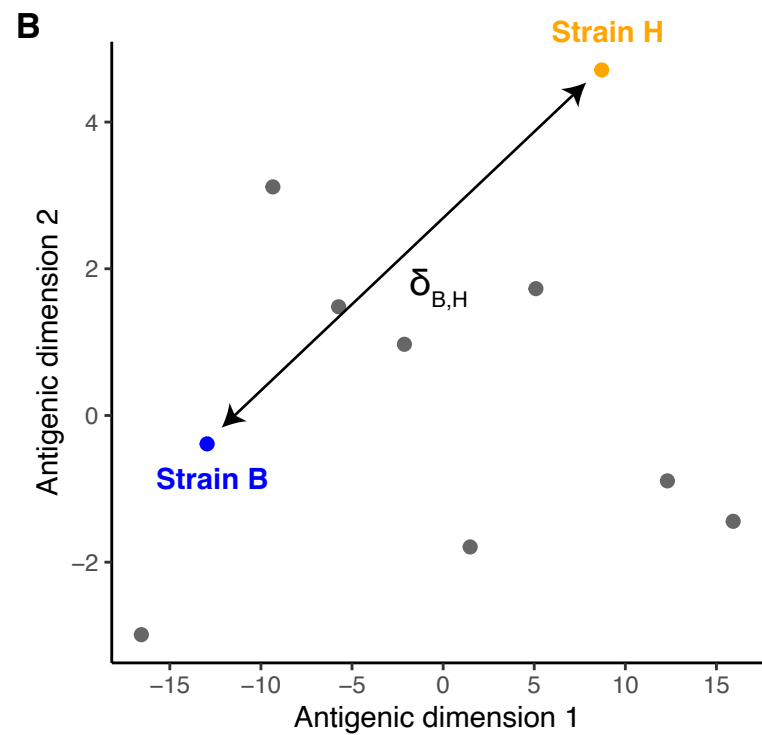 B
Strain H
4
2
0
−2
Antigenic dimension 2
δB,H
Strain B
−15 −10 −5 0 5 10 15
Antigenic dimension 1